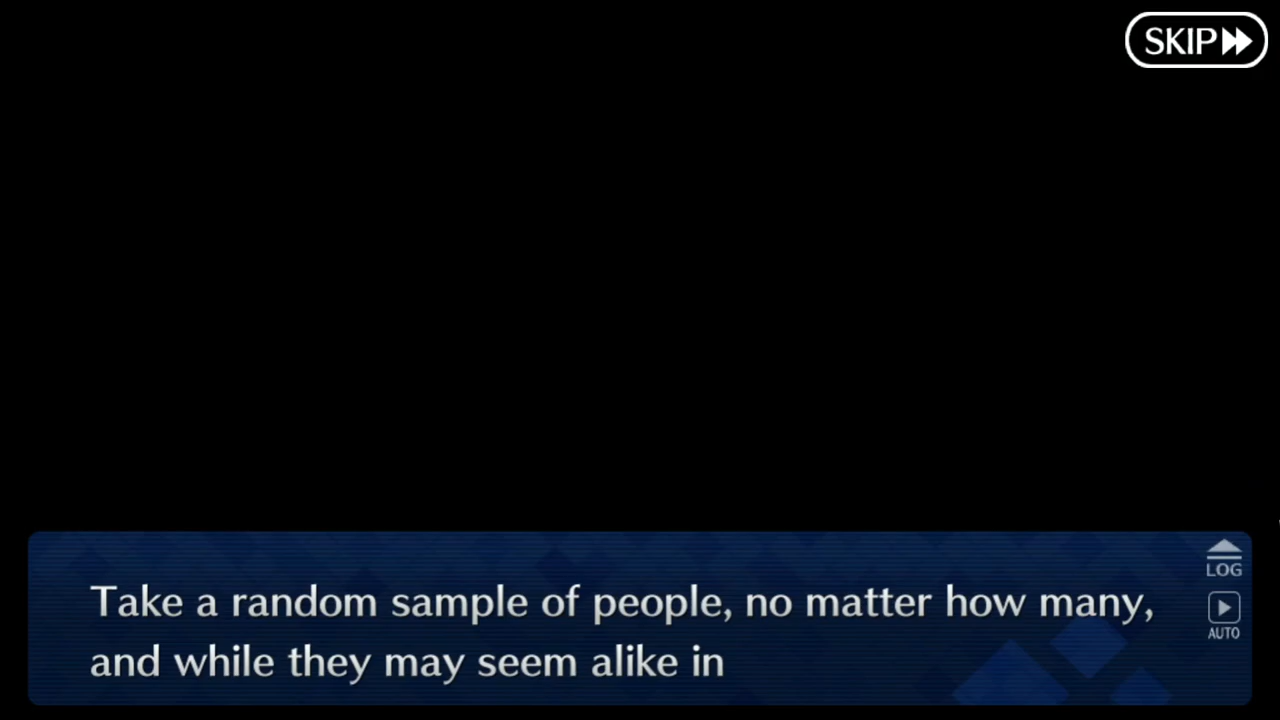 SKIP
Take a random sample of people, no matter how many,
and while they may seem alike in
LOG
AUTO